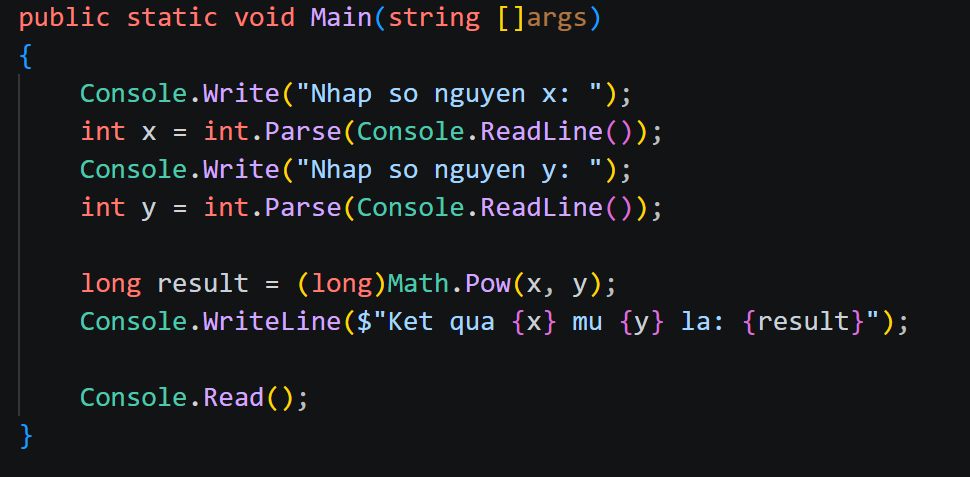 public static void Main(string []args)
{
    Console.Write("Nhap so nguyen x: ");
    int x = int.Parse(Console.ReadLine());
    Console.Write("Nhap so nguyen y: ");
    int y = int.Parse(Console.ReadLine());

    long result = (long)Math.Pow(x, y);
    Console.WriteLine($"Ket qua {x} mu {y} la: {result}");

    Console.Read();
}